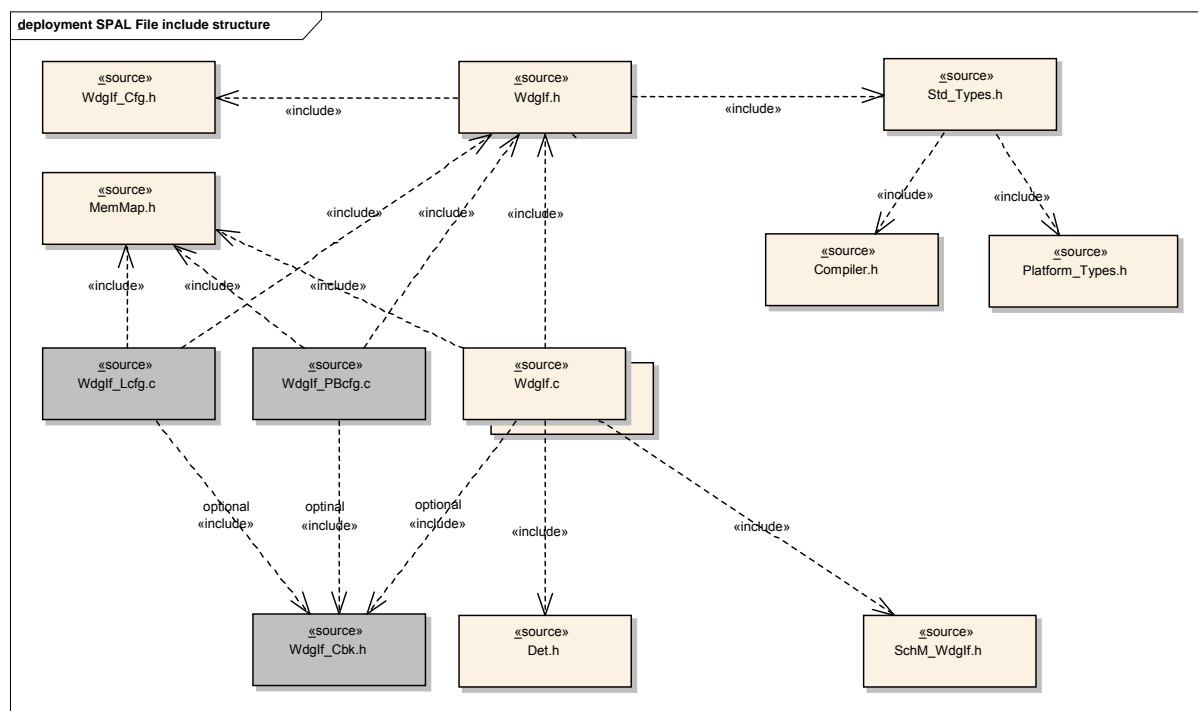 deployment SPAL File include structure
«source»
WdgIf_Cfg.h
«source»
WdgIf.h
«source»
Std_Types.h
«include»
«include»
«source»
MemMap.h
«include»
«include»
«include»
«include»
«include»
«source»
Compiler.h
«source»
Platform_Types.h
«include»
«include»
«include»
«source»
WdgIf_Lcfg.c
«source»
WdgIf_PBcfg.c
«source»
WdgIf.c
optional
«include»
optinal
«include»
optional
«include»
«include»
«include»
«source»
WdgIf_Cbk.h
«source»
Det.h
«source»
SchM_WdgIf.h